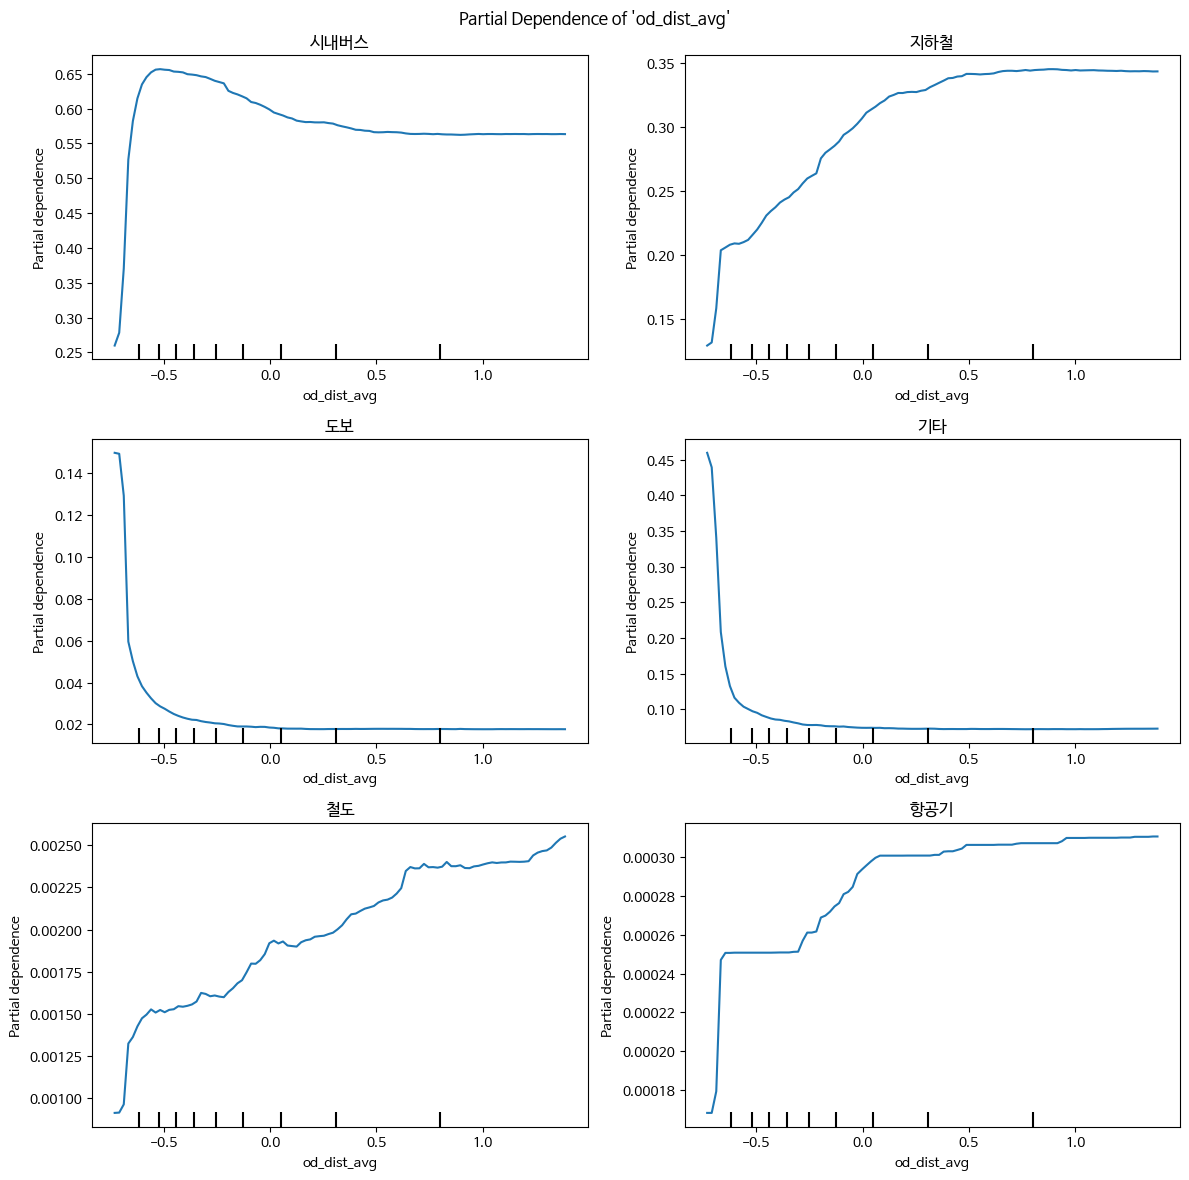 Partial Dependence of 'od_dist_avg'
시내버스
0.65
0.60
0.55
0.50
0.45
0.40
0.35
0.30
0.25
Partial dependence
−0.5 0.0 0.5 1.0
od_dist_avg
지하철
0.35
0.30
0.25
0.20
0.15
Partial dependence
−0.5 0.0 0.5 1.0
od_dist_avg
도보
0.14
0.12
0.10
0.08
0.06
0.04
0.02
Partial dependence
−0.5 0.0 0.5 1.0
od_dist_avg
기타
0.45
0.40
0.35
0.30
0.25
0.20
0.15
0.10
Partial dependence
−0.5 0.0 0.5 1.0
od_dist_avg
철도
0.00250
0.00225
0.00200
0.00175
0.00150
0.00125
0.00100
Partial dependence
−0.5 0.0 0.5 1.0
od_dist_avg
항공기
0.00030
0.00028
0.00026
0.00024
0.00022
0.00020
0.00018
Partial dependence
−0.5 0.0 0.5 1.0
od_dist_avg